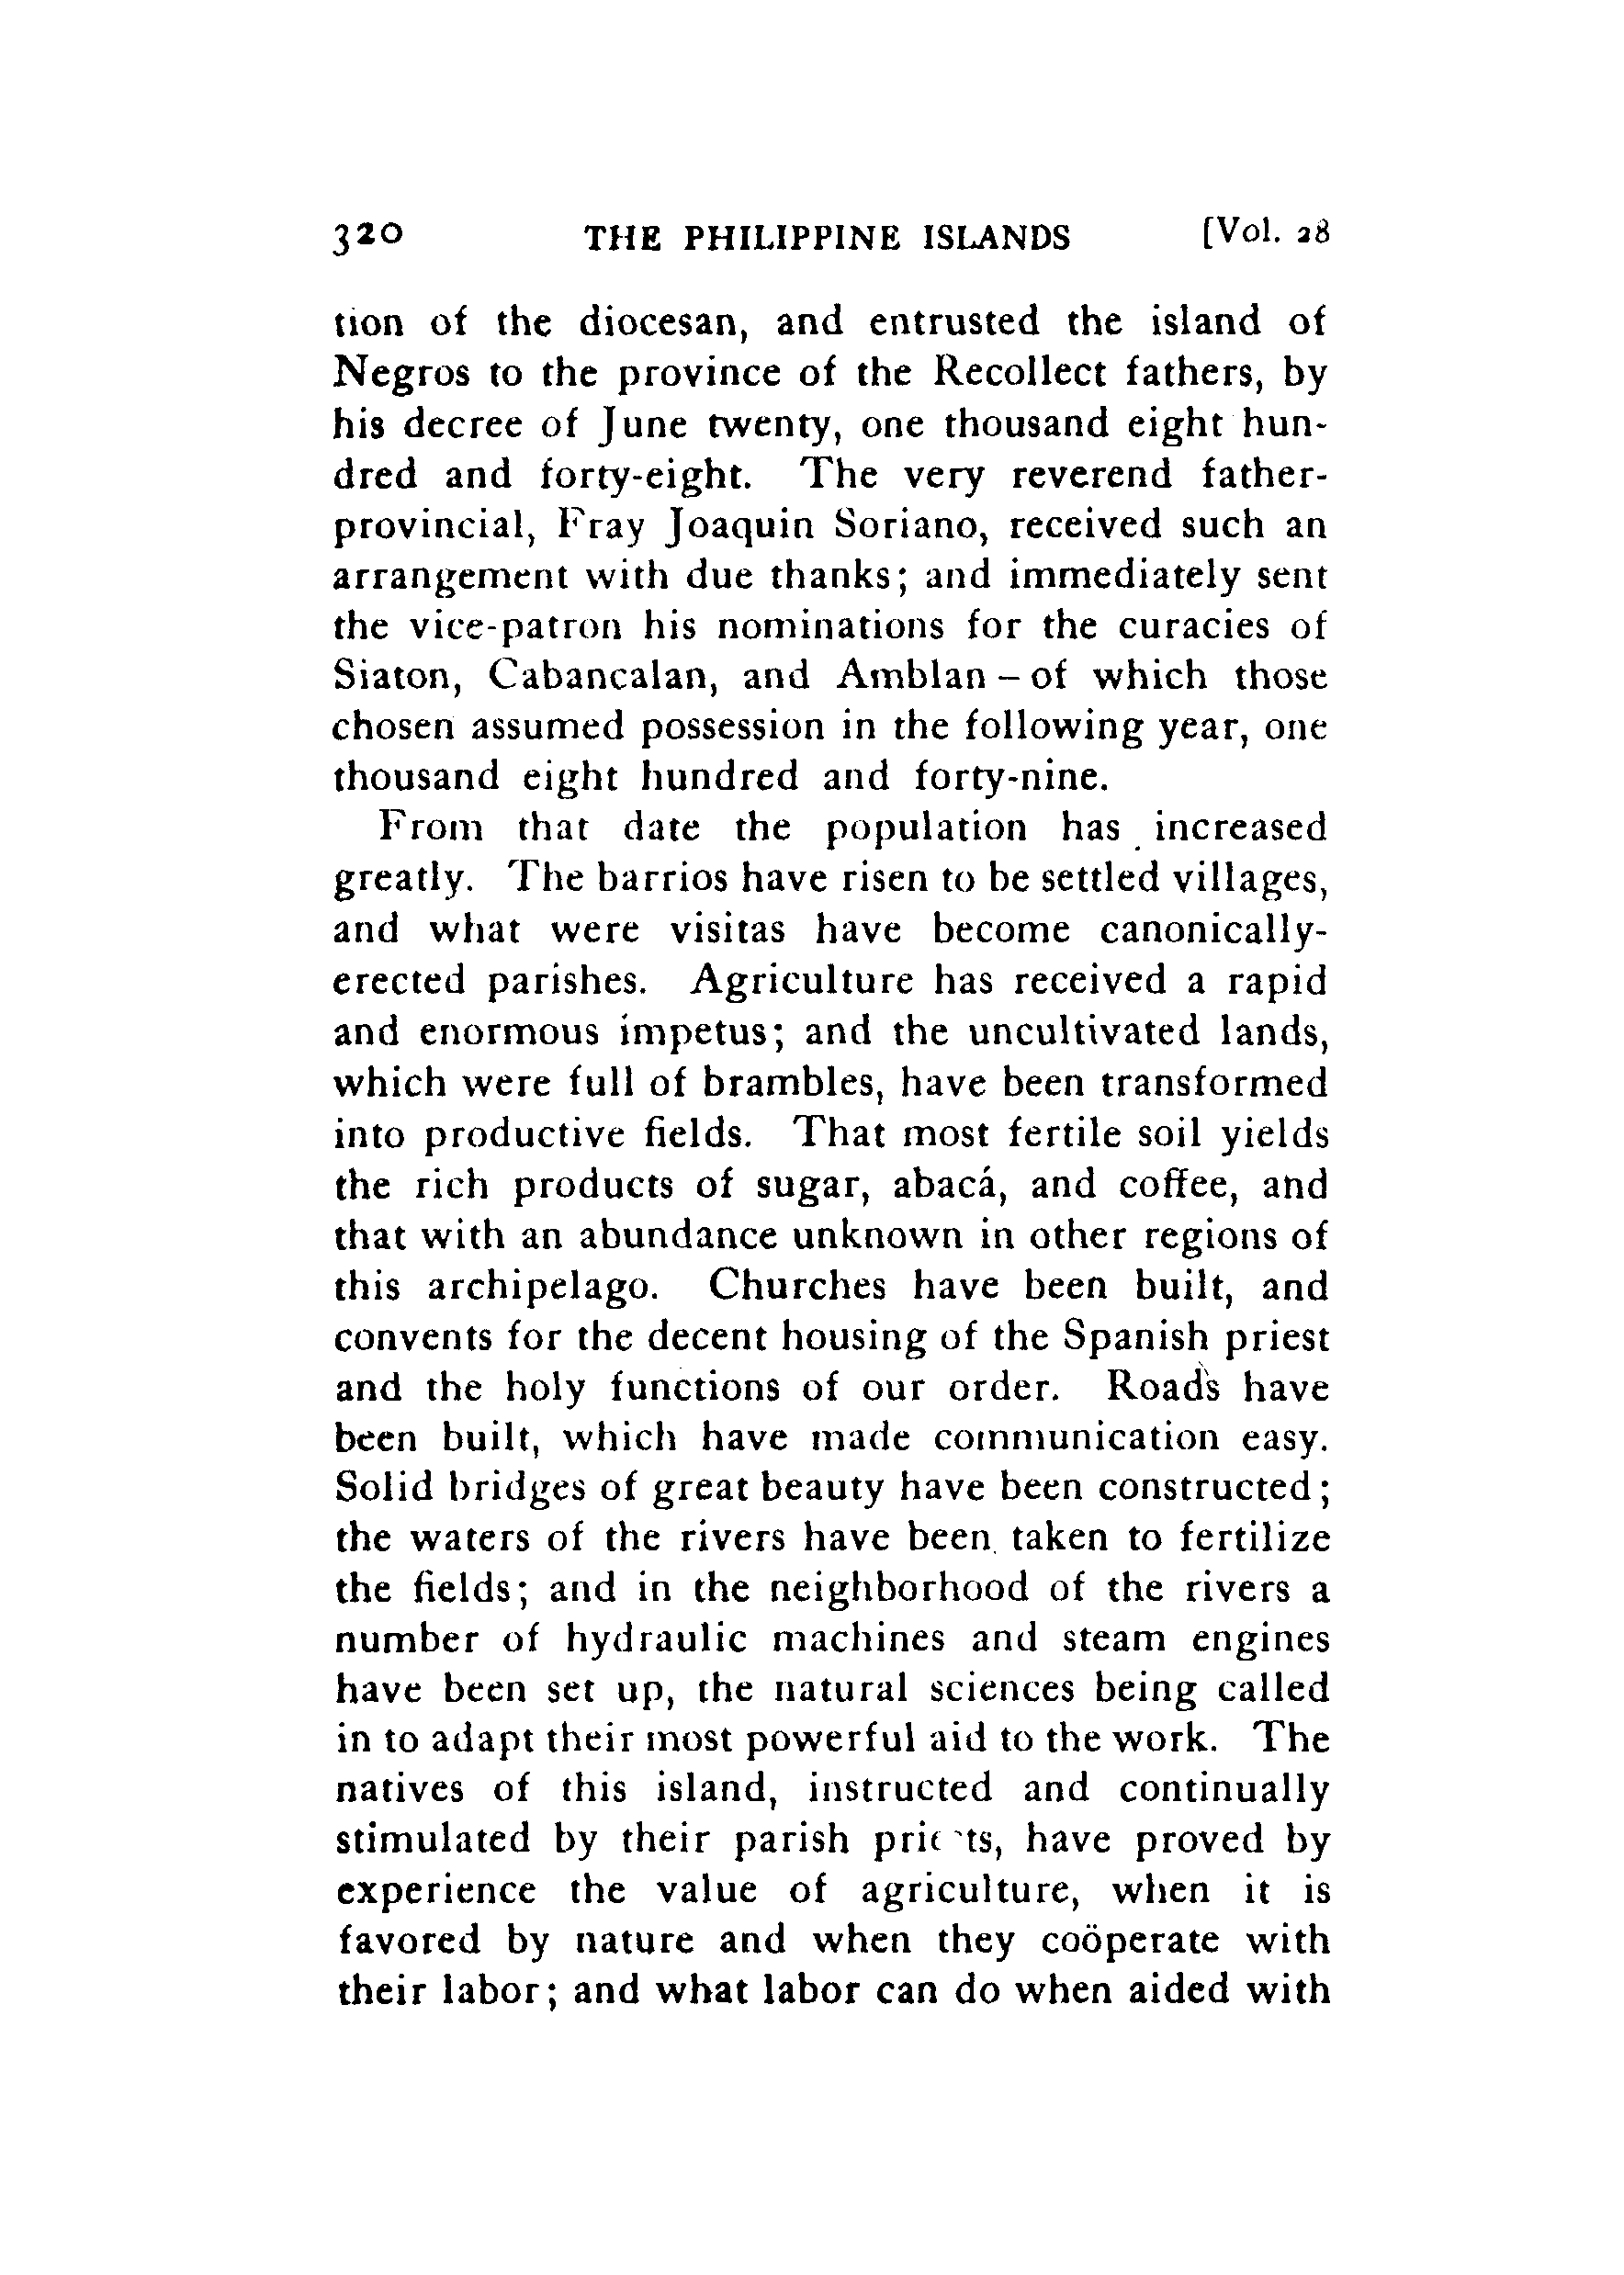 320 THE PHILIPPINE ISLANDS [Vol. 28
tion of the diocesan, and entrusted the island of
Negros to the province of the Recollect fathers, by
his decree of June twenty, one thousand eight hun-
dred and forty-eight. The very reverend father-
provincial, Fray Joaquin Soriano, received such an
arrangement with due thanks; and immediately sent
the vice-patron his nominations for the curacies of
Siaton, Cabancalan, and Amblan – of which those
chosen assumed possession in the following year, one
thousand eight hundred and forty-nine.
From that date the population has increased
greatly. The barrios have risen to be settled villages,
and what were visitas have become canonically-
erected parishes. Agriculture has received a rapid
and enormous impetus; and the uncultivated lands,
which were full of brambles, have been transformed
into productive fields. That most fertile soil yields
the rich products of sugar, abacá, and coffee, and
that with an abundance unknown in other regions of
this archipelago. Churches have been built, and
convents for the decent housing of the Spanish priest
and the holy functions of our order. Roads have
been built, which have made communication easy.
Solid bridges of great beauty have been constructed;
the waters of the rivers have been taken to fertilize
the fields; and in the neighborhood of the rivers a
number of hydraulic machines and steam engines
have been set up, the natural sciences being called
in to adapt their most powerful aid to the work. The
natives of this island, instructed and continually
stimulated by their parish priests, have proved by
experience the value of agriculture, when it is
favored by nature and when they coöperate with
their labor; and what labor can do when aided with